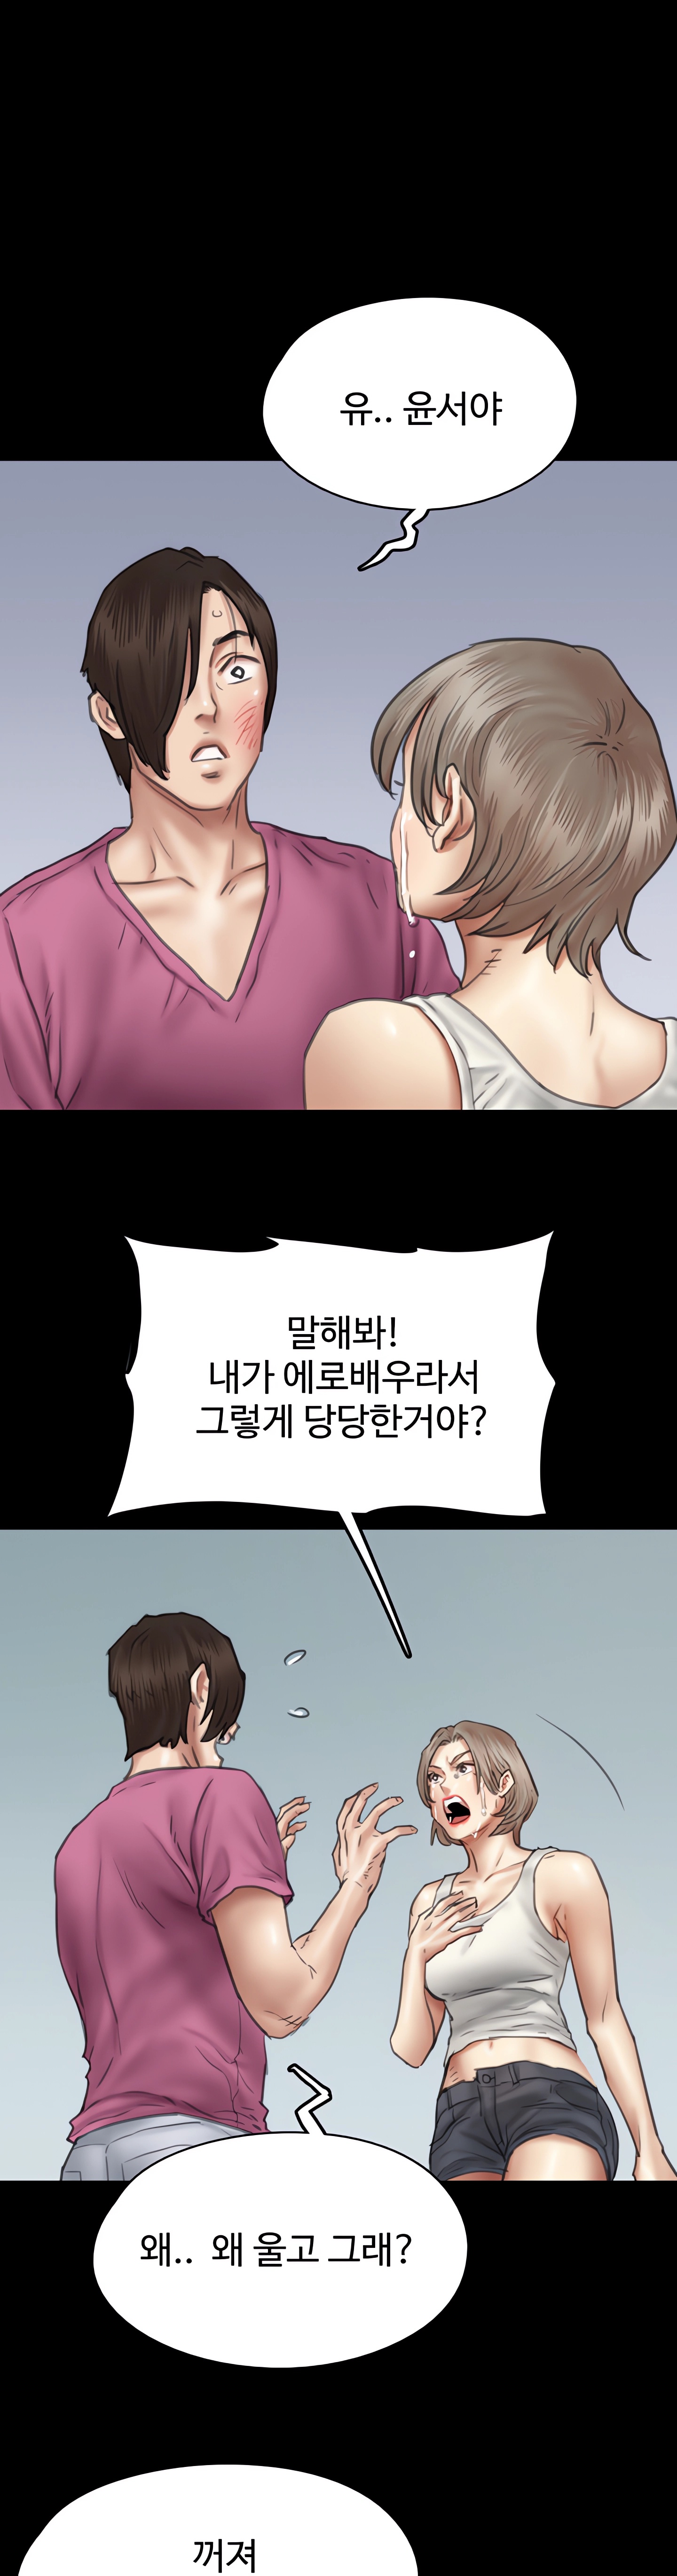 유.. 윤서야
말해봐!
내가 에로배우라서
그렇게 당당한거야?
왜.. 왜 울고 그래?
꺼져